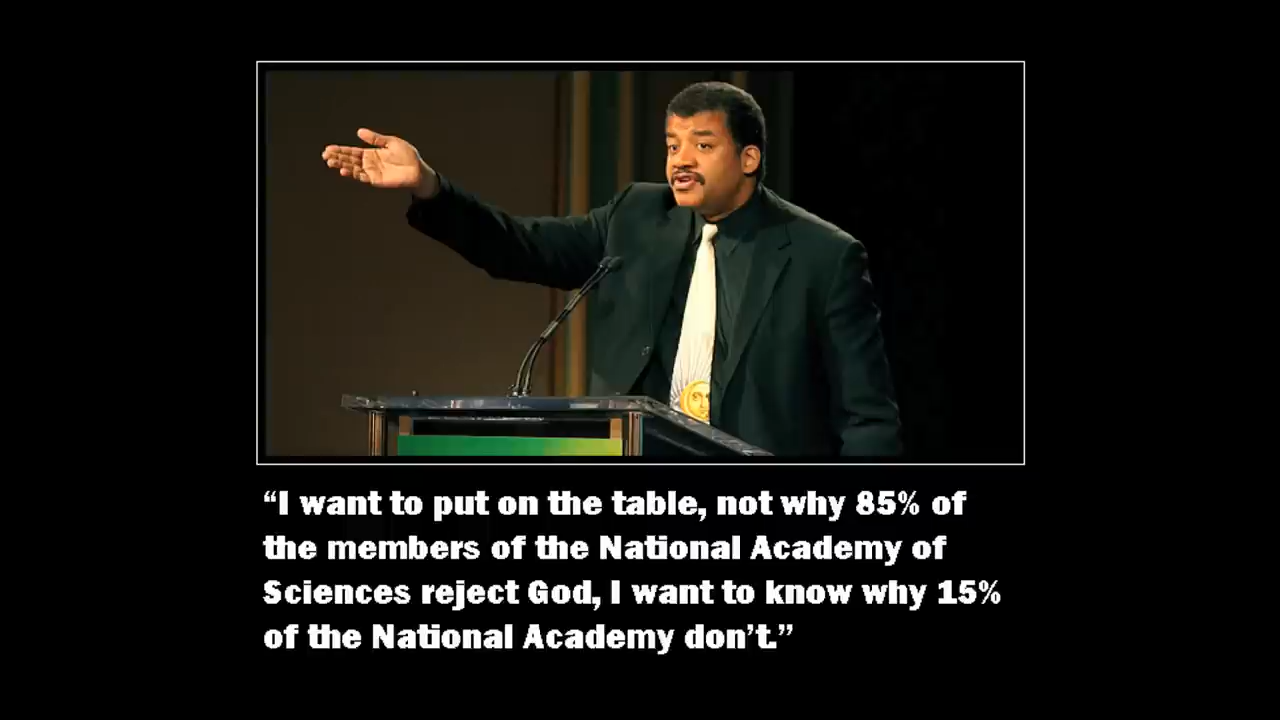 “I want to put on the table, not why 85% of
the members of the National Academy of
Sciences reject God, I want to know why 15%
of the National Academy don’t.”